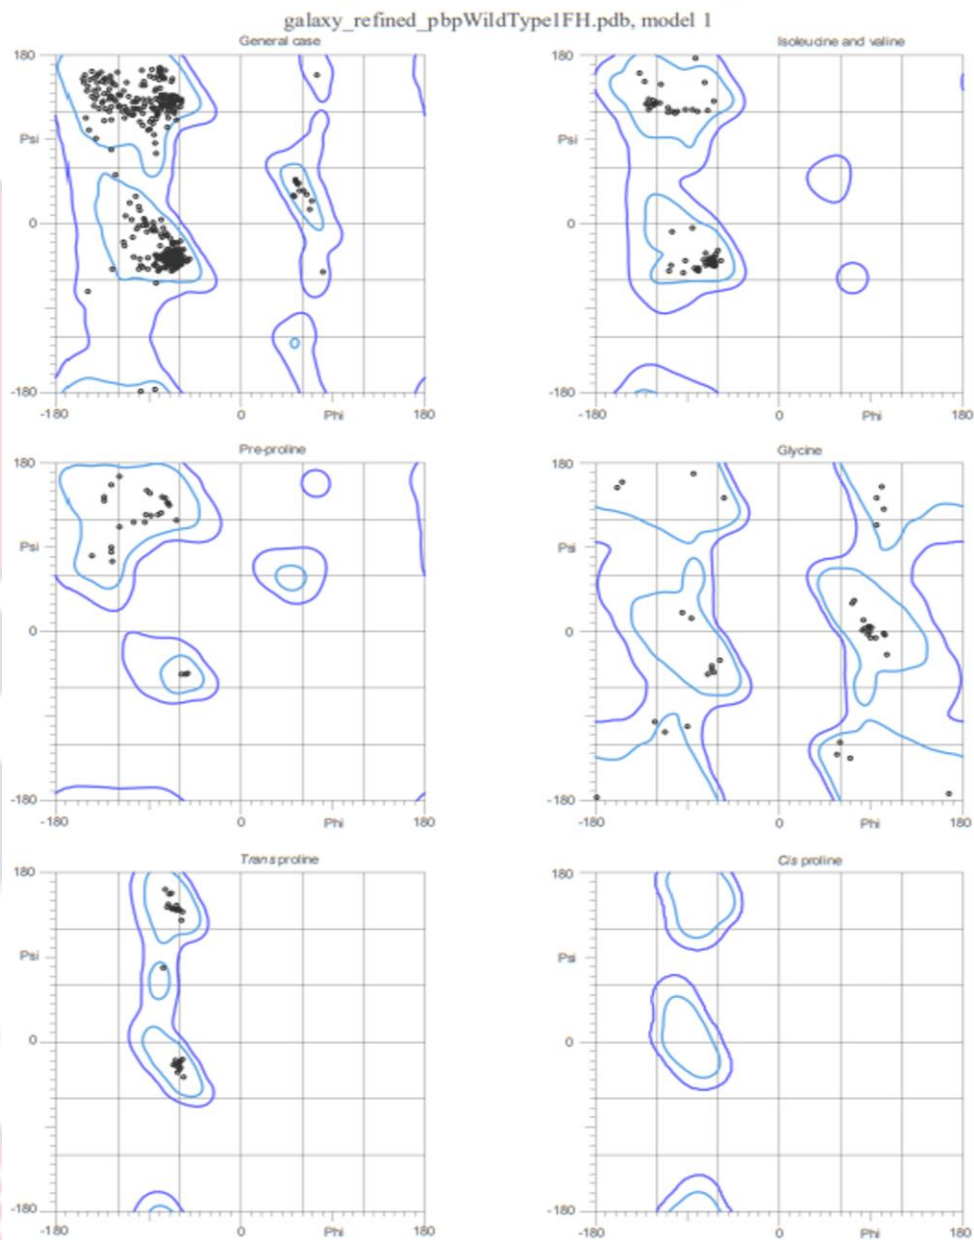 galaxy_refined_pbpWildType1FH.pdb, model 1
General case
Isoleucine and valine
180
180
Psi
Psi
0
0
-180
-180
-180
0
Phi
180
-180
0
Phi
180
Pre-proline
Glycine
180
180
Psi
Psi
0
0
-180
-180
-180
0
Phi
180
-180
0
Phi
180
Trans proline
Cis proline
180
180
Psi
Psi
0
0
-180
-180
-180
0
Phi
180
-180
0
Phi
180